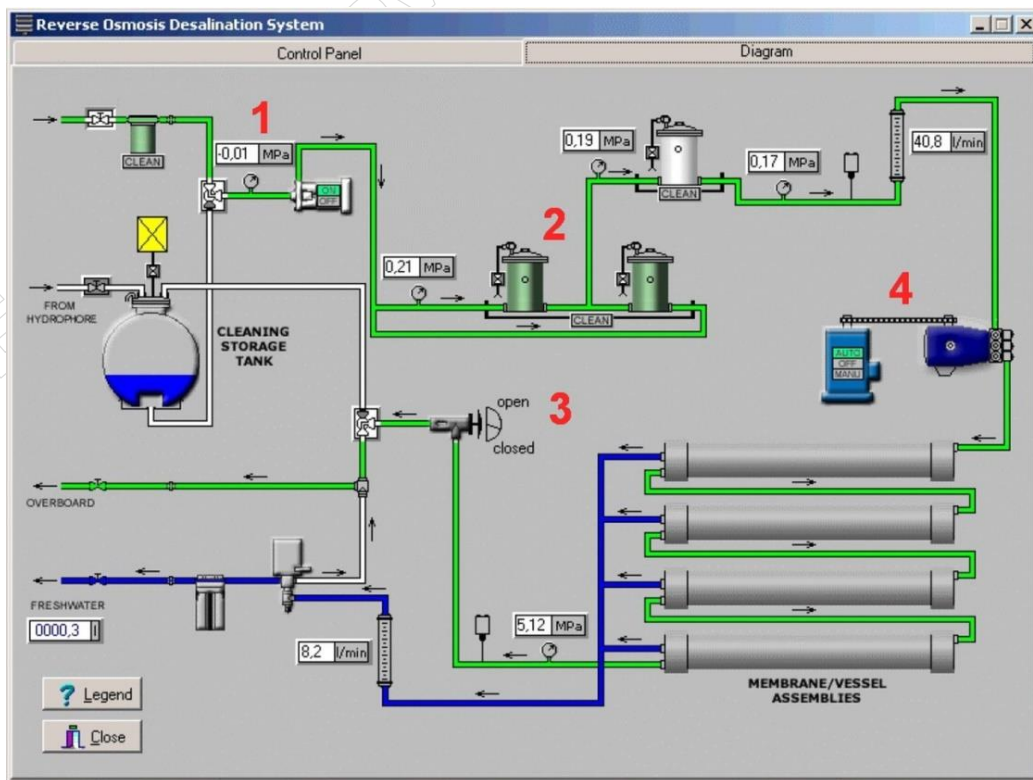 Reverse Osmosis Desalination System
Control Panel
Diagram
1
-0,01 MPa
CLEAN
ON
OFF
0,19 MPa
0,17 MPa
40,8 l/min
CLEAN
2
0,21 MPa
CLEAN
4
AUTO
OFF
MANU
FROM
HYDROPHORE
CLEANING
STORAGE
TANK
open
3
closed
OVERBOARD
FRESHWATER
0000,3 l
8,2 l/min
5,12 MPa
MEMBRANE/VESSEL
ASSEMBLIES
? Legend
Close